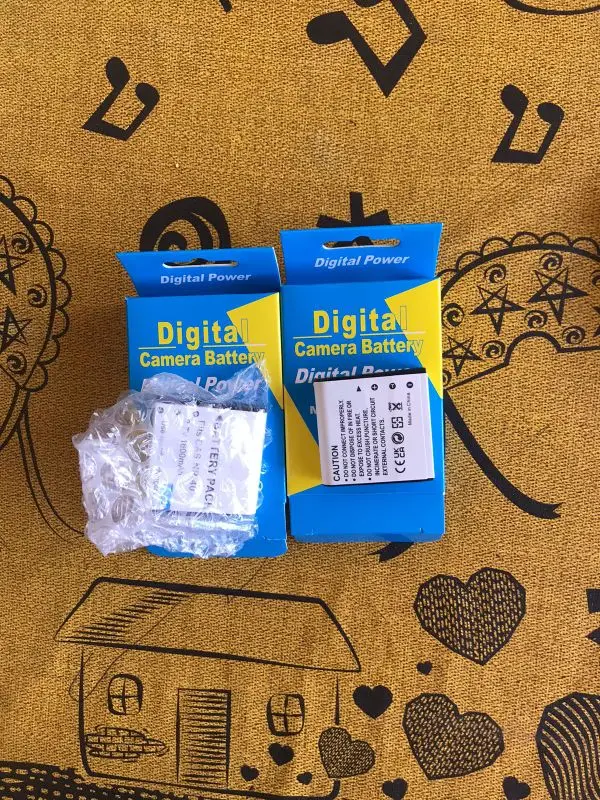 Digital Power
Digital
Camera Battery
Digital Power
BATTERY PACK
Digital Power
Digital
Camera Battery
Digital Power
N
CAUTION
● DO NOT CONNECT IMPROPERLY.
● DO NOT DISPOSE OF IN FIRE OR
EXPOSE TO EXCESS HEAT.
● DO NOT CRUSH PUNCTURE.
INCINERATE OR SHORT CIRCUIT
EXTERNAL CONTACTS.
CE UK CA
Made in China
+ T -